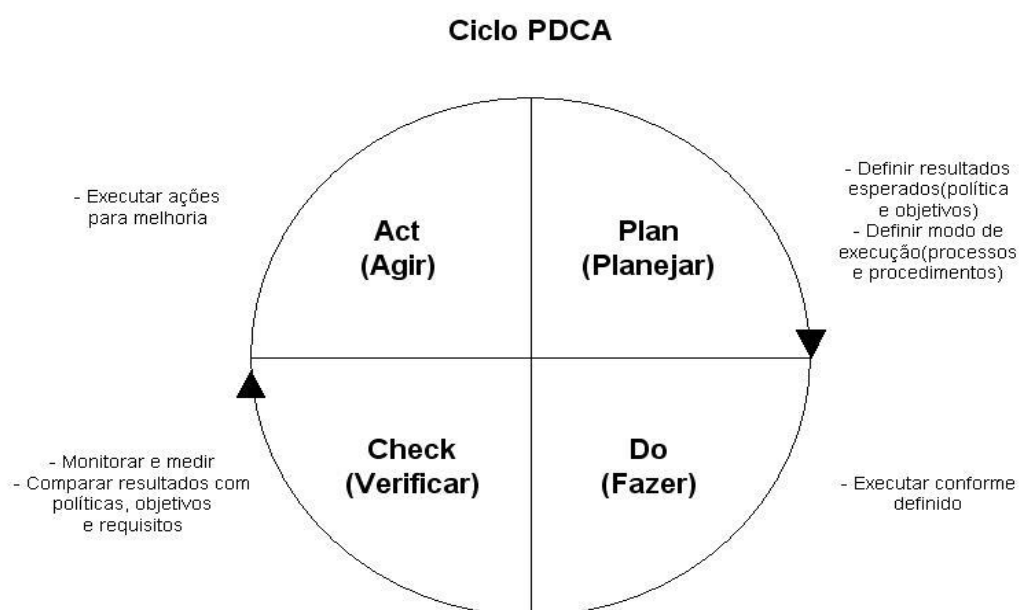 Ciclo PDCA
- Executar ações
para melhoria
Act
(Agir)
Plan
(Planejar)
- Definir resultados
esperados(política
e objetivos)
- Definir modo de
execução(processos
e procedimentos)
- Monitorar e medir
- Comparar resultados com
políticas, objetivos
e requisitos
Check
(Verificar)
Do
(Fazer)
- Executar conforme
definido